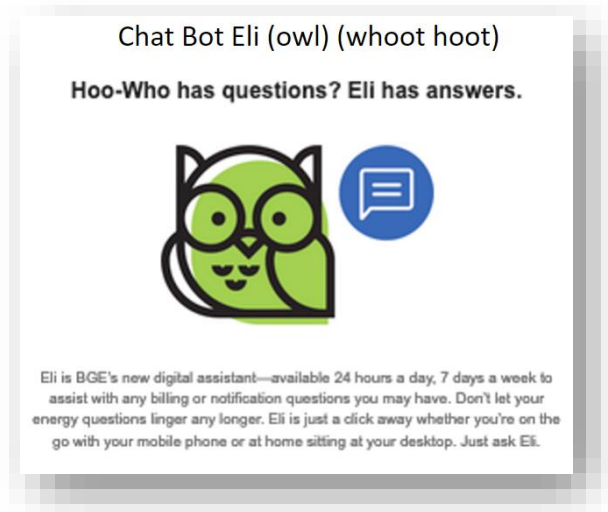 Chat Bot Eli (owl) (whoot hoot)
Hoo-Who has questions? Eli has answers.
Eli is BGE's new digital assistant—available 24 hours a day, 7 days a week to
assist with any billing or notification questions you may have. Don't let your
energy questions linger any longer. Eli is just a click away whether you're on the
go with your mobile phone or at home sitting at your desktop. Just ask Eli.